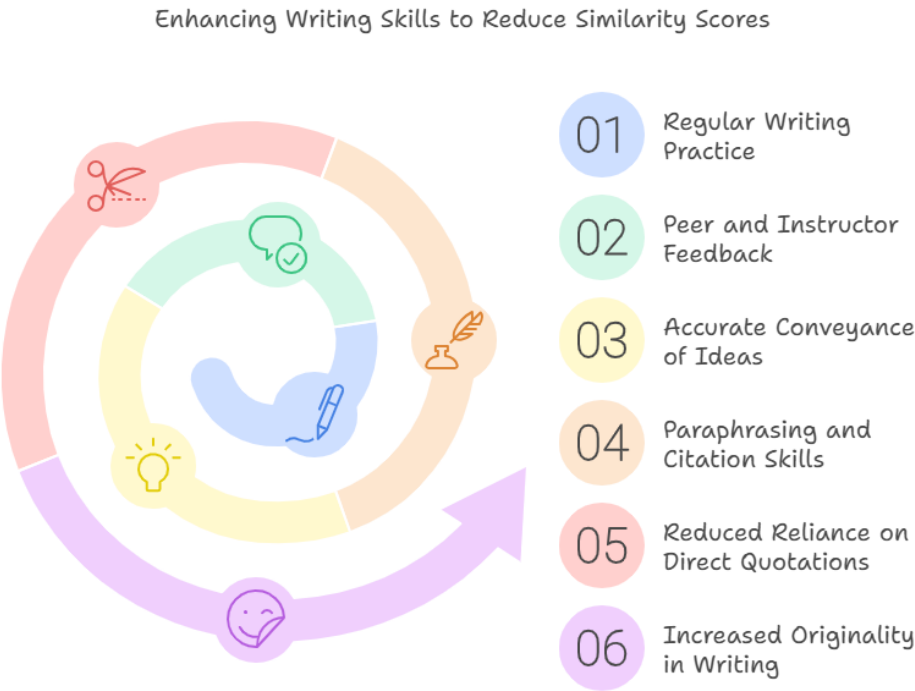 Enhancing Writing Skills to Reduce Similarity Scores
01
Regular Writing
Practice
02
Peer and Instructor
Feedback
03
Accurate Conveyance
of Ideas
04
Paraphrasing and
Citation Skills
05
Reduced Reliance on
Direct Quotations
06
Increased Originality
in Writing